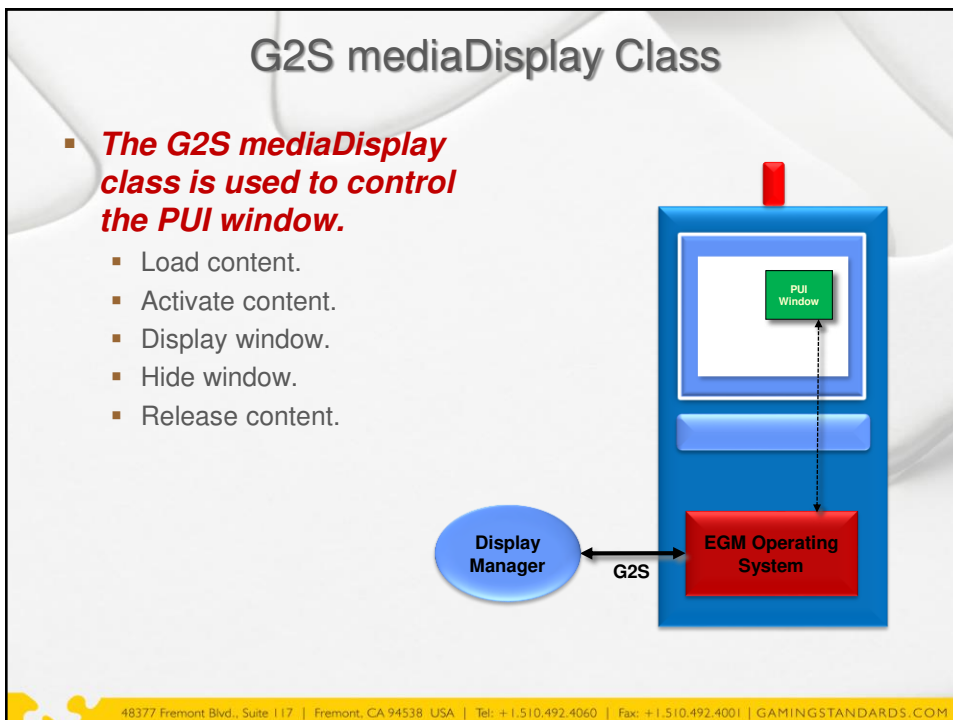 G2S mediaDisplay Class
▪ The G2S mediaDisplay
class is used to control
the PUI window.
▪ Load content.
▪ Activate content.
▪ Display window.
▪ Hide window.
▪ Release content.
PUI
Window
Display
Manager
G2S
EGM Operating
System
48377 Fremont Blvd., Suite 117 | Fremont, CA 94538 USA | Tel: +1.510.492.4060 | Fax: +1.510.492.4001 | GAMINGSTANDARDS.COM